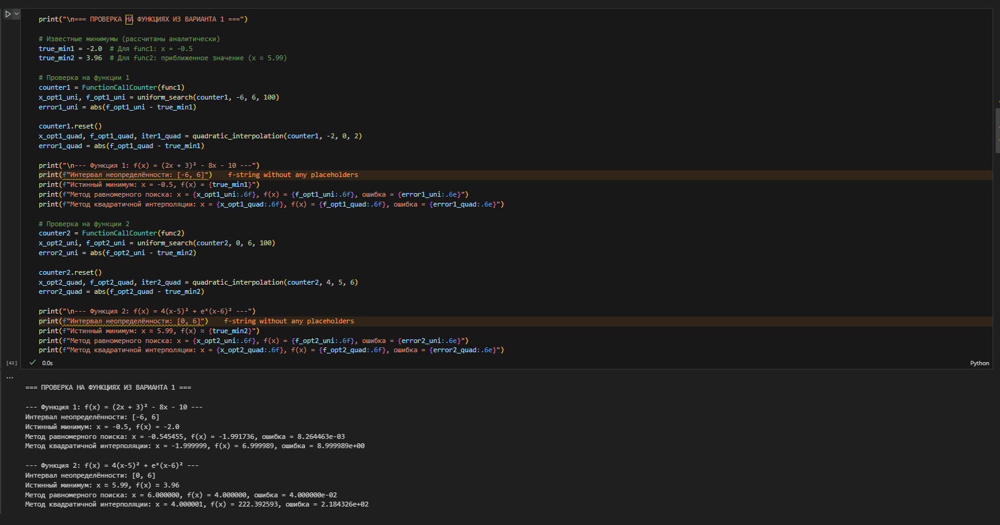 print("\n=== ПРОВЕРКА НА ФУНКЦИЯХ ИЗ ВАРИАНТА 1 ===")
# Известные минимумы (рассчитаны аналитически)
true_min1 = -2.0  # Для func1: x = -0.5
true_min2 = 3.96  # Для func2: приближенное значение (x ≈ 5.99)
# Проверка на функции 1
counter1 = FunctionCallCounter(func1)
x_opt1_uni, f_opt1_uni = uniform_search(counter1, -6, 6, 100)
error1_uni = abs(f_opt1_uni - true_min1)
counter1.reset()
x_opt1_quad, f_opt1_quad, iter1_quad = quadratic_interpolation(counter1, -2, 0, 2)
error1_quad = abs(f_opt1_quad - true_min1)
print("\n--- Функция 1: f(x) = (2x + 3)² - 8x - 10 ---")
print(f"Интервал неопределённости: [-6, 6]")    f-string without any placeholders
print(f"Истинный минимум: x = -0.5, f(x) = {true_min1}")
print(f"Метод равномерного поиска: x = {x_opt1_uni:.6f}, f(x) = {f_opt1_uni:.6f}, ошибка = {error1_uni:.6e}")
print(f"Метод квадратичной интерполяции: x = {x_opt1_quad:.6f}, f(x) = {f_opt1_quad:.6f}, ошибка = {error1_quad:.6e}")
# Проверка на функции 2
counter2 = FunctionCallCounter(func2)
x_opt2_uni, f_opt2_uni = uniform_search(counter2, 0, 6, 100)
error2_uni = abs(f_opt2_uni - true_min2)
counter2.reset()
x_opt2_quad, f_opt2_quad, iter2_quad = quadratic_interpolation(counter2, 4, 5, 6)
error2_quad = abs(f_opt2_quad - true_min2)
print("\n--- Функция 2: f(x) = 4(x-5)² + eˣ(x-6)² ---")
print(f"Интервал неопределённости: [0, 6]")    f-string without any placeholders
print(f"Истинный минимум: x ≈ 5.99, f(x) ≈ {true_min2}")
print(f"Метод равномерного поиска: x = {x_opt2_uni:.6f}, f(x) = {f_opt2_uni:.6f}, ошибка = {error2_uni:.6e}")
print(f"Метод квадратичной интерполяции: x = {x_opt2_quad:.6f}, f(x) = {f_opt2_quad:.6f}, ошибка = {error2_quad:.6e}")
[41] 0.0s Python
...
=== ПРОВЕРКА НА ФУНКЦИЯХ ИЗ ВАРИАНТА 1 ===
--- Функция 1: f(x) = (2x + 3)² - 8x - 10 ---
Интервал неопределённости: [-6, 6]
Истинный минимум: x = -0.5, f(x) = -2.0
Метод равномерного поиска: x = -0.545455, f(x) = -1.991736, ошибка = 8.264463e-03
Метод квадратичной интерполяции: x = -1.999999, f(x) = 6.999989, ошибка = 8.999989e+00
--- Функция 2: f(x) = 4(x-5)² + eˣ(x-6)² ---
Интервал неопределённости: [0, 6]
Истинный минимум: x ≈ 5.99, f(x) ≈ 3.96
Метод равномерного поиска: x = 6.000000, f(x) = 4.000000, ошибка = 4.000000e-02
Метод квадратичной интерполяции: x = 4.000001, f(x) = 222.392593, ошибка = 2.184326e+02